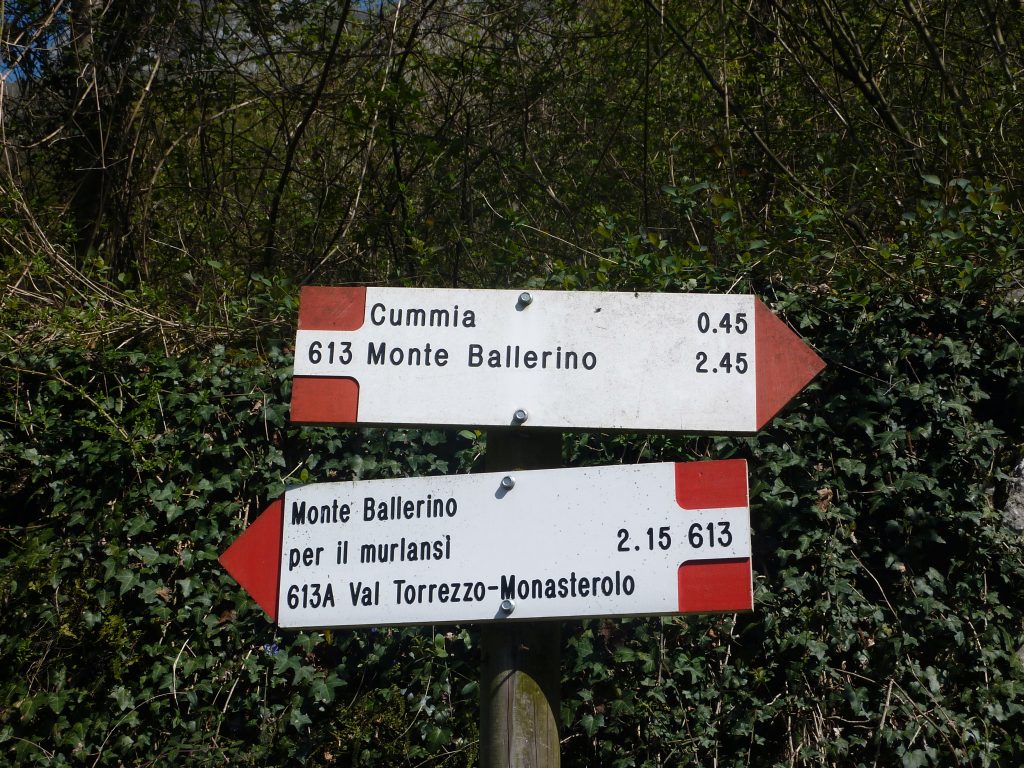 Cummia 0.45
613 Monte Ballerino 2.45
Monte Ballerino
per il murlansì 2.15 613
613A Val Torrezzo-Monasterolo